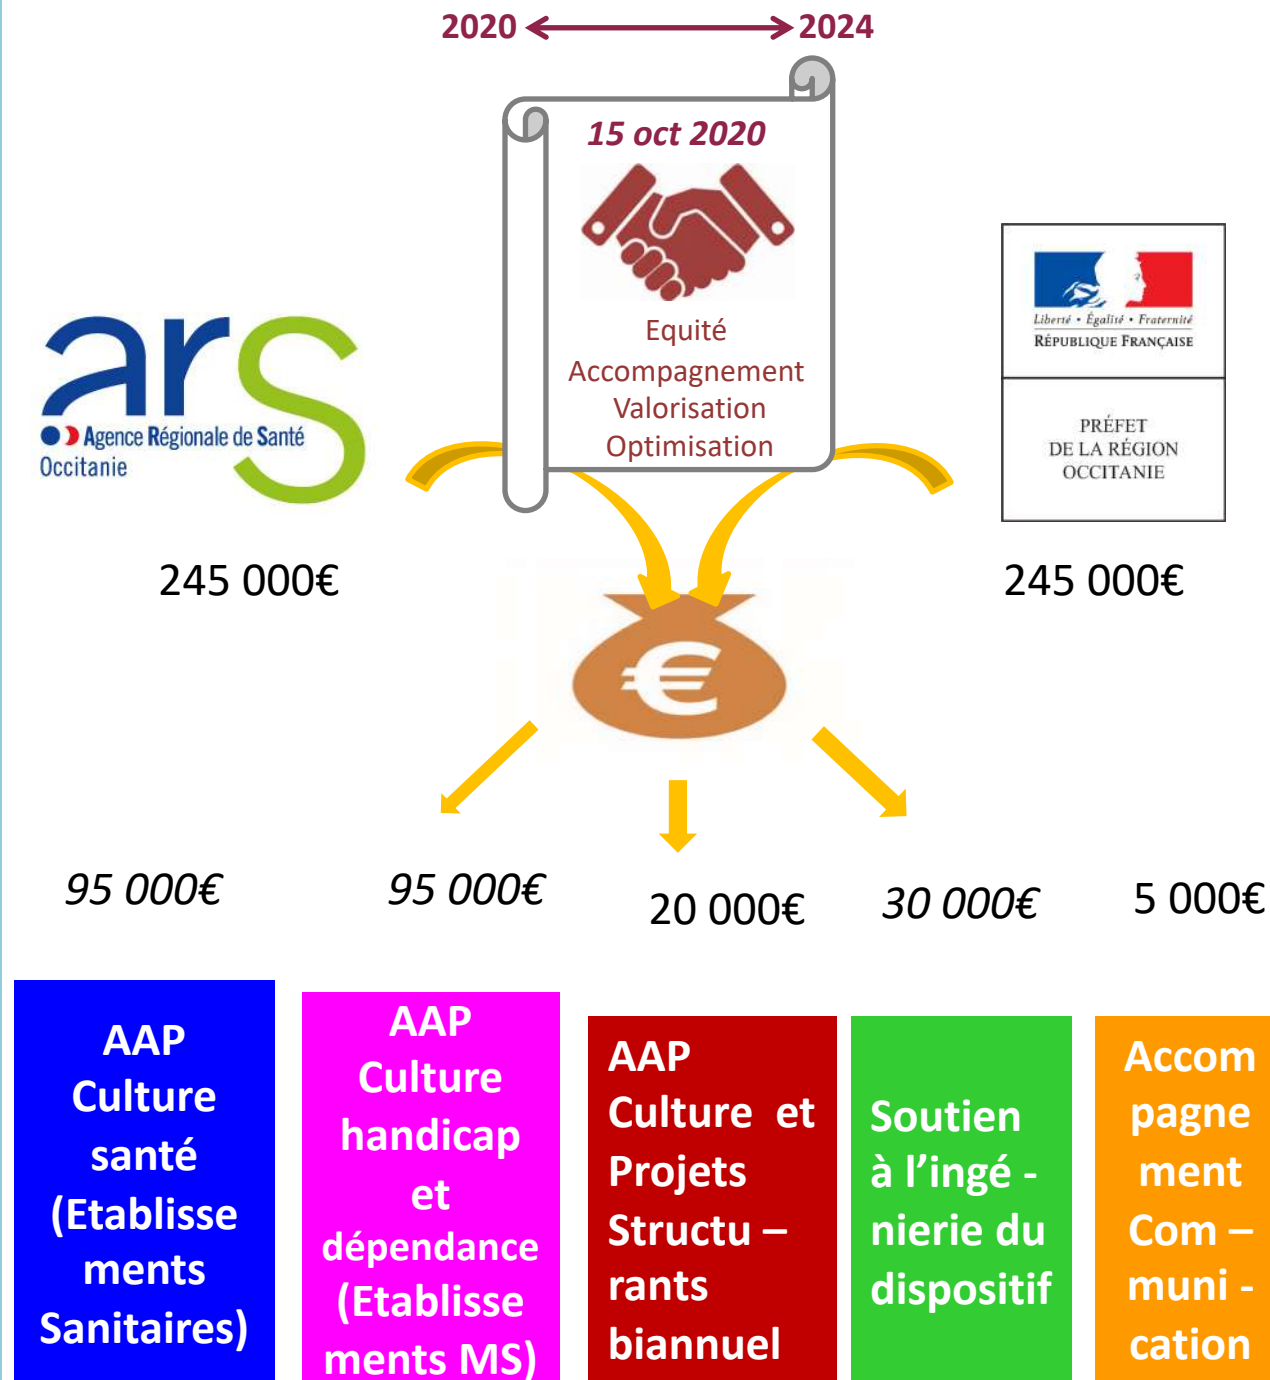 2020
2024
15 oct 2020
Equité
Accompagnement
Valorisation
Optimisation
ars
Agence Régionale de Santé
Occitanie
Liberté • Égalité • Fraternité
RÉPUBLIQUE FRANÇAISE
PRÉFET
DE LA RÉGION
OCCITANIE
245 000€
245 000€
€
95 000€
95 000€
20 000€
30 000€
5 000€
AAP
Culture
santé
(Etablisse
ments
Sanitaires)
AAP
Culture
handicap
et
dépendance
(Etablisse
ments MS)
AAP
Culture et
Projets
Structu –
rants
biannuel
Soutien
à l’ingé -
nierie du
dispositif
Accom
pagne
ment
Com –
muni -
cation